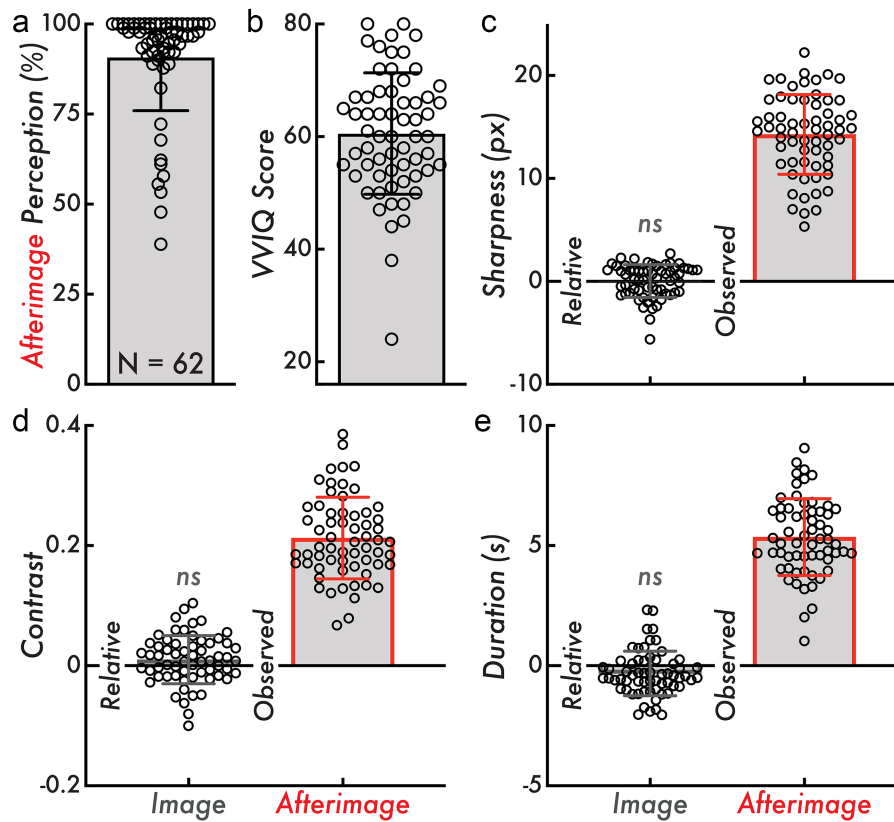 a
Afterimage Perception (%)
100
75
50
25
0
N = 62
b
VVIQ Score
80
60
40
20
c
Sharpness (px)
20
10
0
-10
Relative
ns
Observed
d
Contrast
0.4
0.2
0
-0.2
Relative
ns
Observed
Image
Afterimage
e
Duration (s)
10
5
0
-5
Relative
ns
Observed
Image
Afterimage